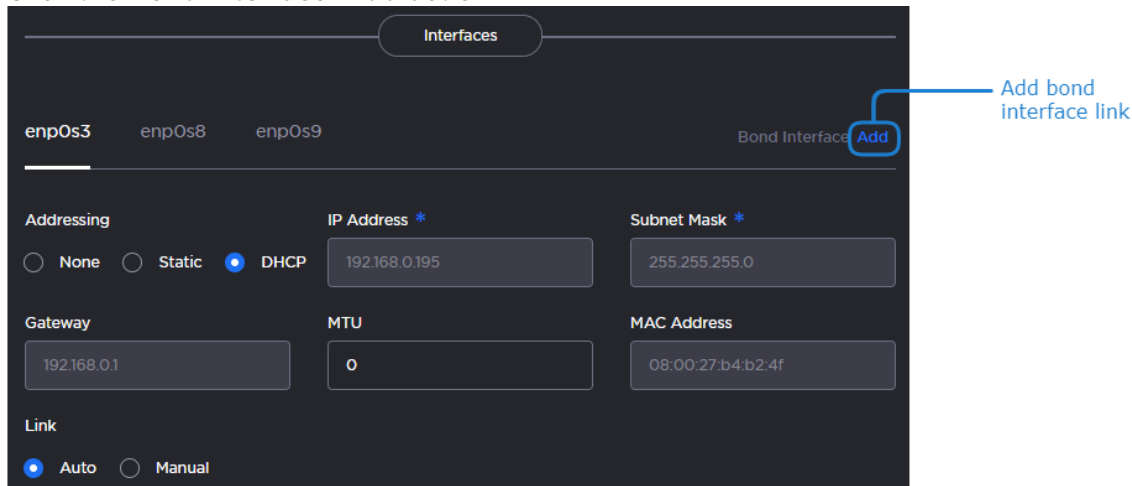 Interfaces
Add bond
interface link
enp0s3 enp0s8 enp0s9
Bond Interface Add
Addressing IP Address * Subnet Mask *
None Static DHCP 192.168.0.195 255.255.255.0
Gateway MTU MAC Address
192.168.0.1 0 08:00:27:b4:b2:4f
Link
Auto Manual